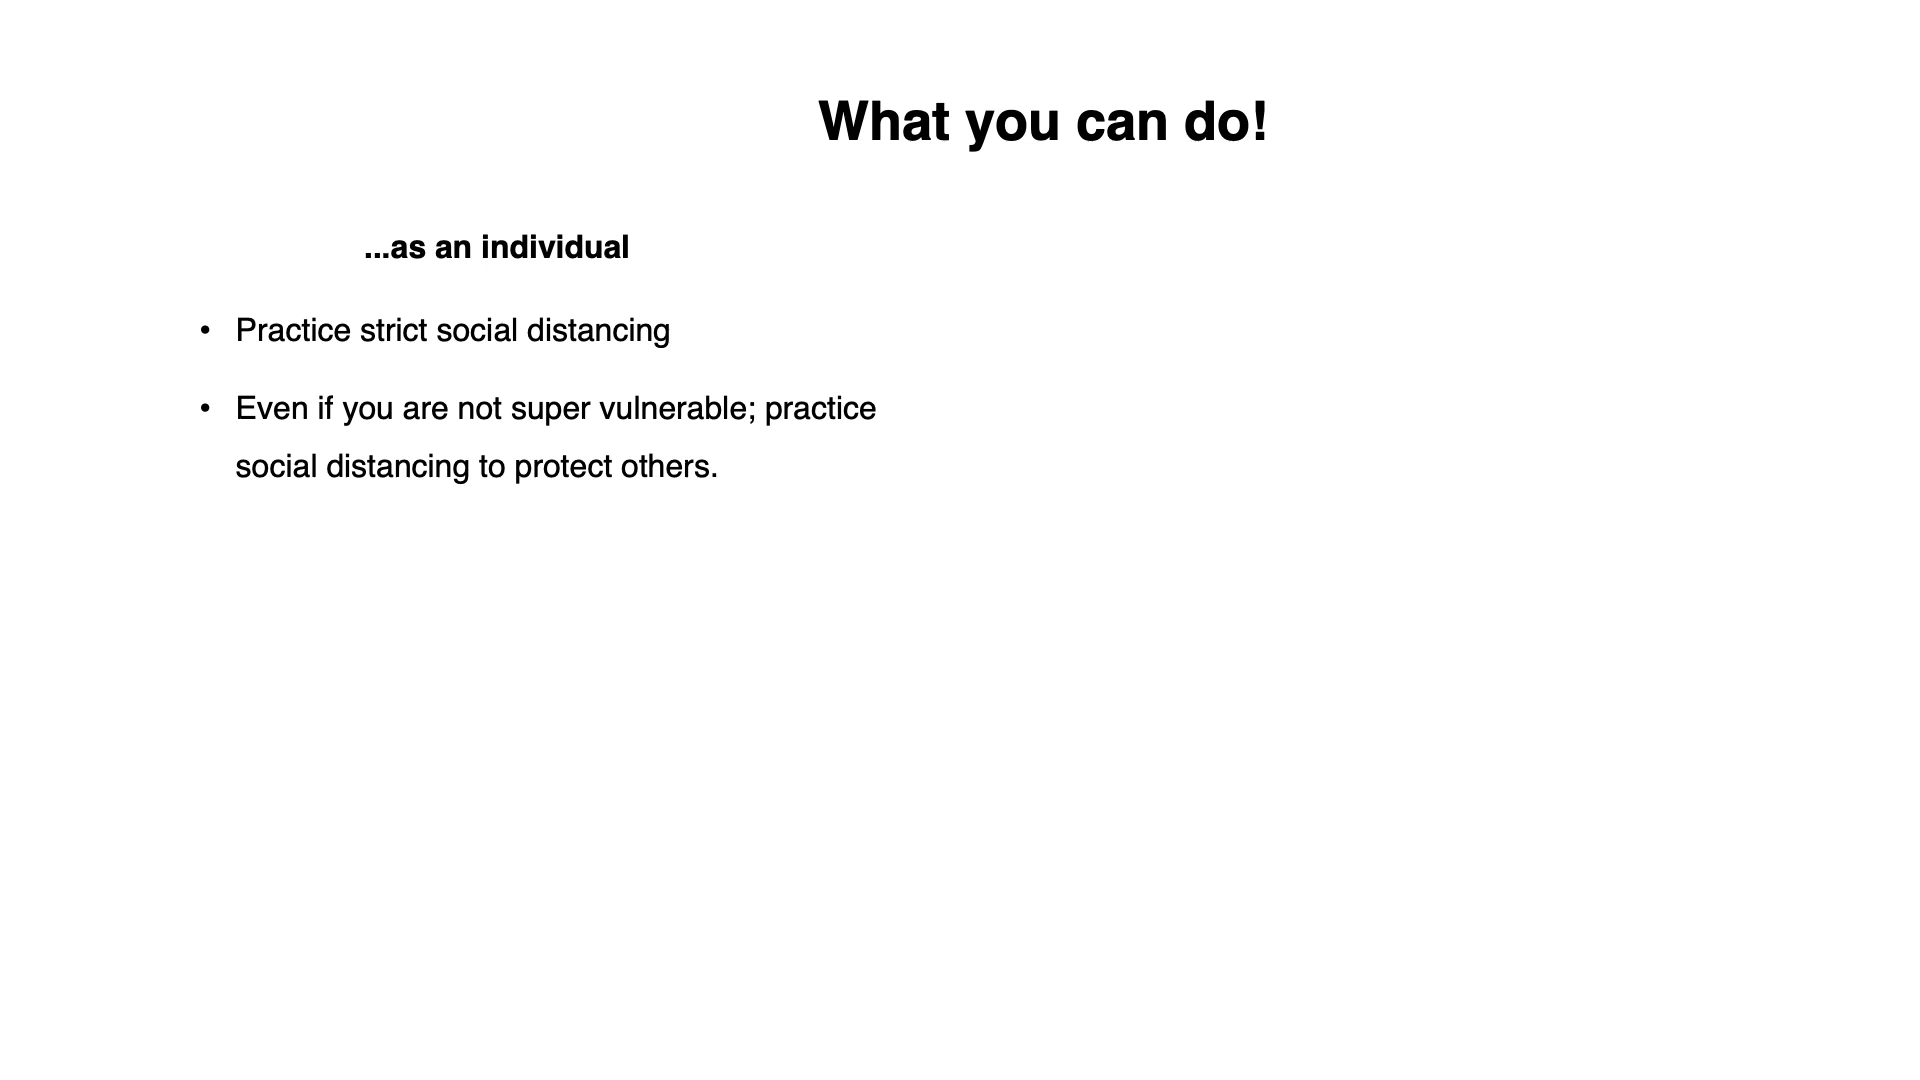 What you can do!
...as an individual
• Practice strict social distancing
• Even if you are not super vulnerable; practice
social distancing to protect others.